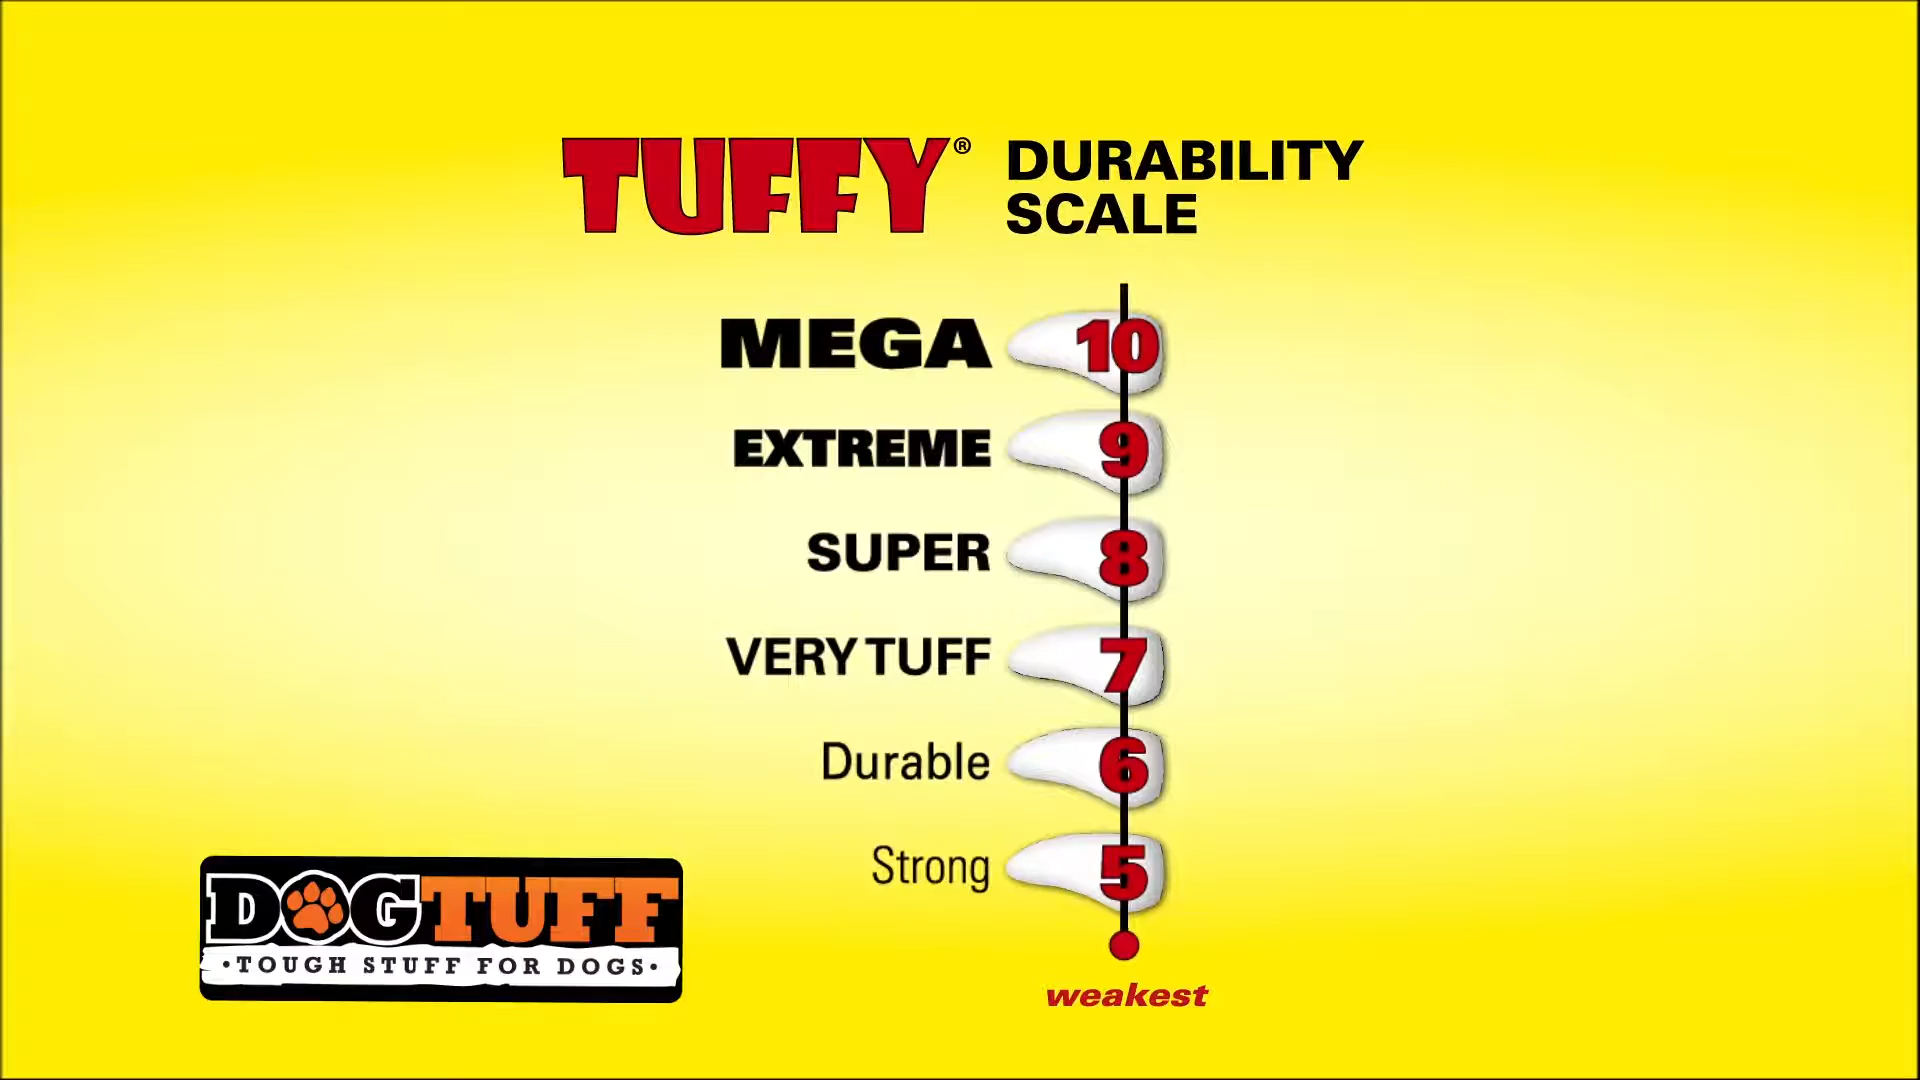 TUFFY® DURABILITY
SCALE
MEGA 10
EXTREME 9
SUPER 8
VERY TUFF 7
Durable 6
Strong 5
weakest
DOGTUFF
•TOUGH STUFF FOR DOGS•